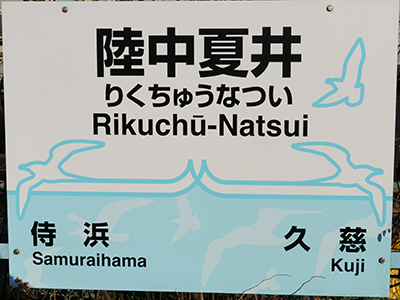 陸中夏井
りくちゅうなつい
Rikuchū-Natsui
侍浜
Samuraihama
久慈
Kuji